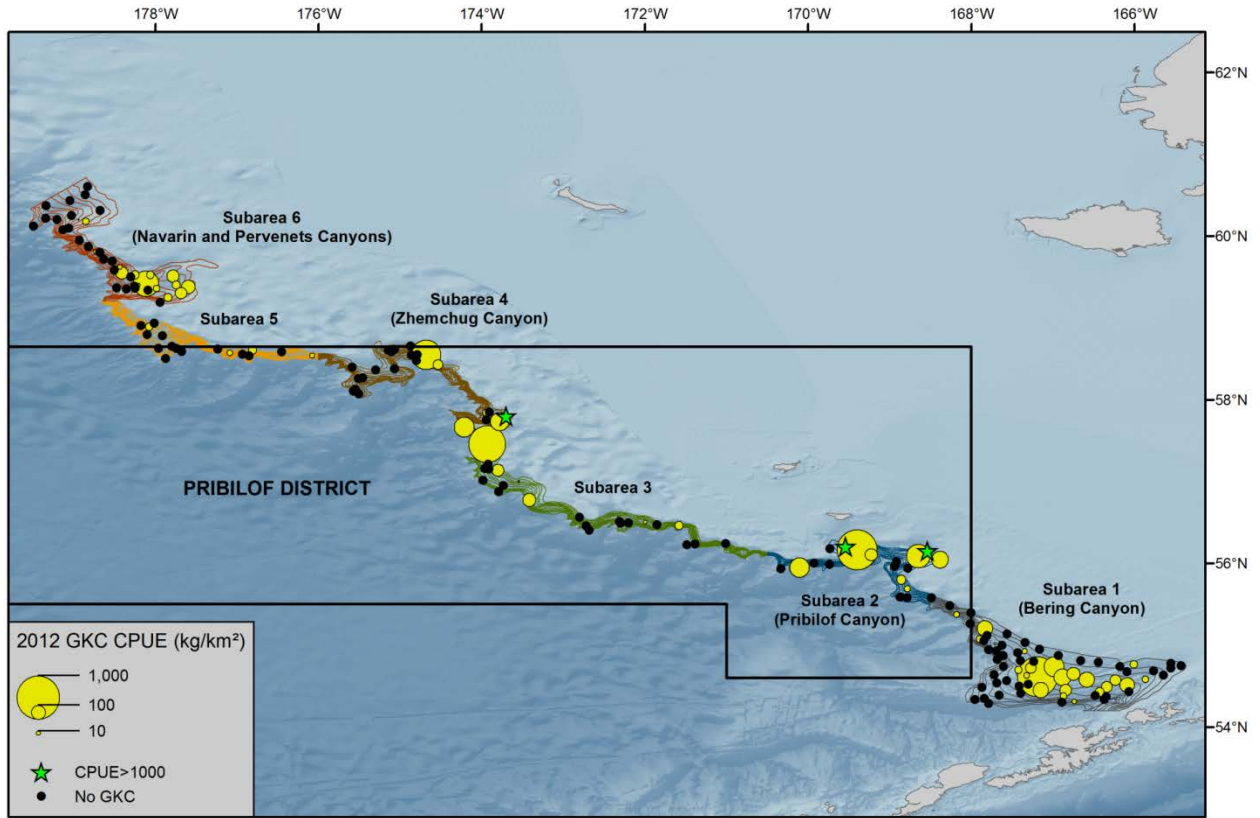 178°W 176°W 174°W 172°W 170°W 168°W 166°W
62°N
60°N
58°N
56°N
54°N
Subarea 6
(Navarin and Pervenets Canyons)
Subarea 5
Subarea 4
(Zhemchug Canyon)
PRIBILOF DISTRICT
Subarea 3
Subarea 2
(Pribilof Canyon)
Subarea 1
(Bering Canyon)
2012 GKC CPUE (kg/km²)
1,000
100
10
CPUE>1000
No GKC